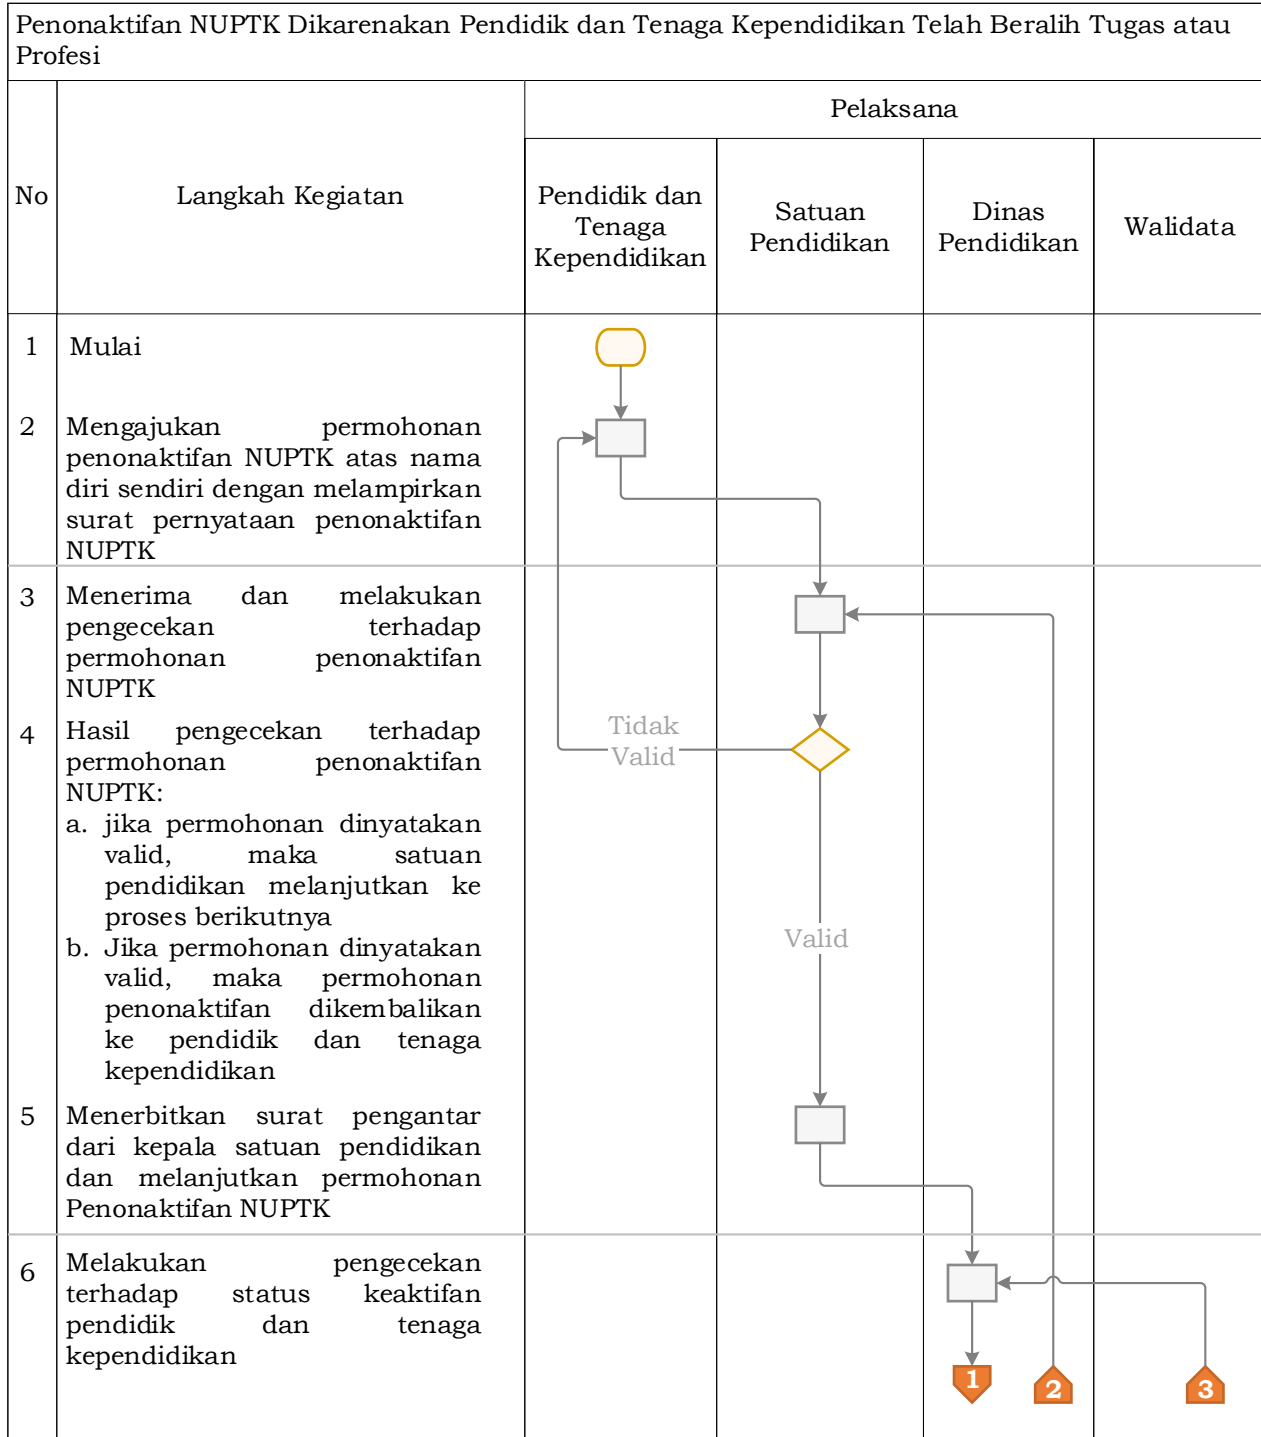 Penonaktifan NUPTK Dikarenakan Pendidik dan Tenaga Kependidikan Telah Beralih Tugas atau
Profesi
No
Langkah Kegiatan
Pelaksana
Pendidik dan
Tenaga
Kependidikan
Satuan
Pendidikan
Dinas
Pendidikan
Walidata
1 Mulai
2 Mengajukan permohonan
penonaktifan NUPTK atas nama
diri sendiri dengan melampirkan
surat pernyataan penonaktifan
NUPTK
3 Menerima dan melakukan
pengecekan terhadap
permohonan penonaktifan
NUPTK
4 Hasil pengecekan terhadap
permohonan penonaktifan
NUPTK:
a. jika permohonan dinyatakan
valid, maka satuan
pendidikan melanjutkan ke
proses berikutnya
b. Jika permohonan dinyatakan
valid, maka permohonan
penonaktifan dikembalikan
ke pendidik dan tenaga
kependidikan
Tidak
Valid
Valid
5 Menerbitkan surat pengantar
dari kepala satuan pendidikan
dan melanjutkan permohonan
Penonaktifan NUPTK
6 Melakukan pengecekan
terhadap status keaktifan
pendidik dan tenaga
kependidikan
1
2
3